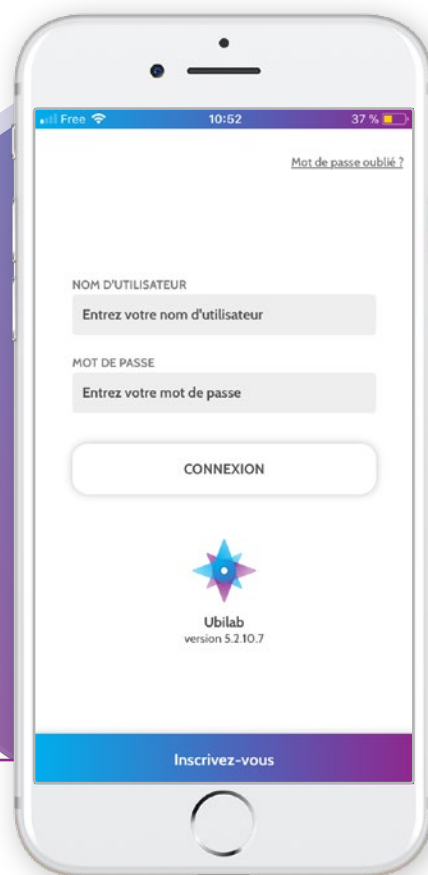 Free 10:52 37 %
Mot de passe oublié ?
NOM D'UTILISATEUR
Entrez votre nom d'utilisateur
MOT DE PASSE
Entrez votre mot de passe
CONNEXION
Ubilab
version 5.2.10.7
Inscrivez-vous